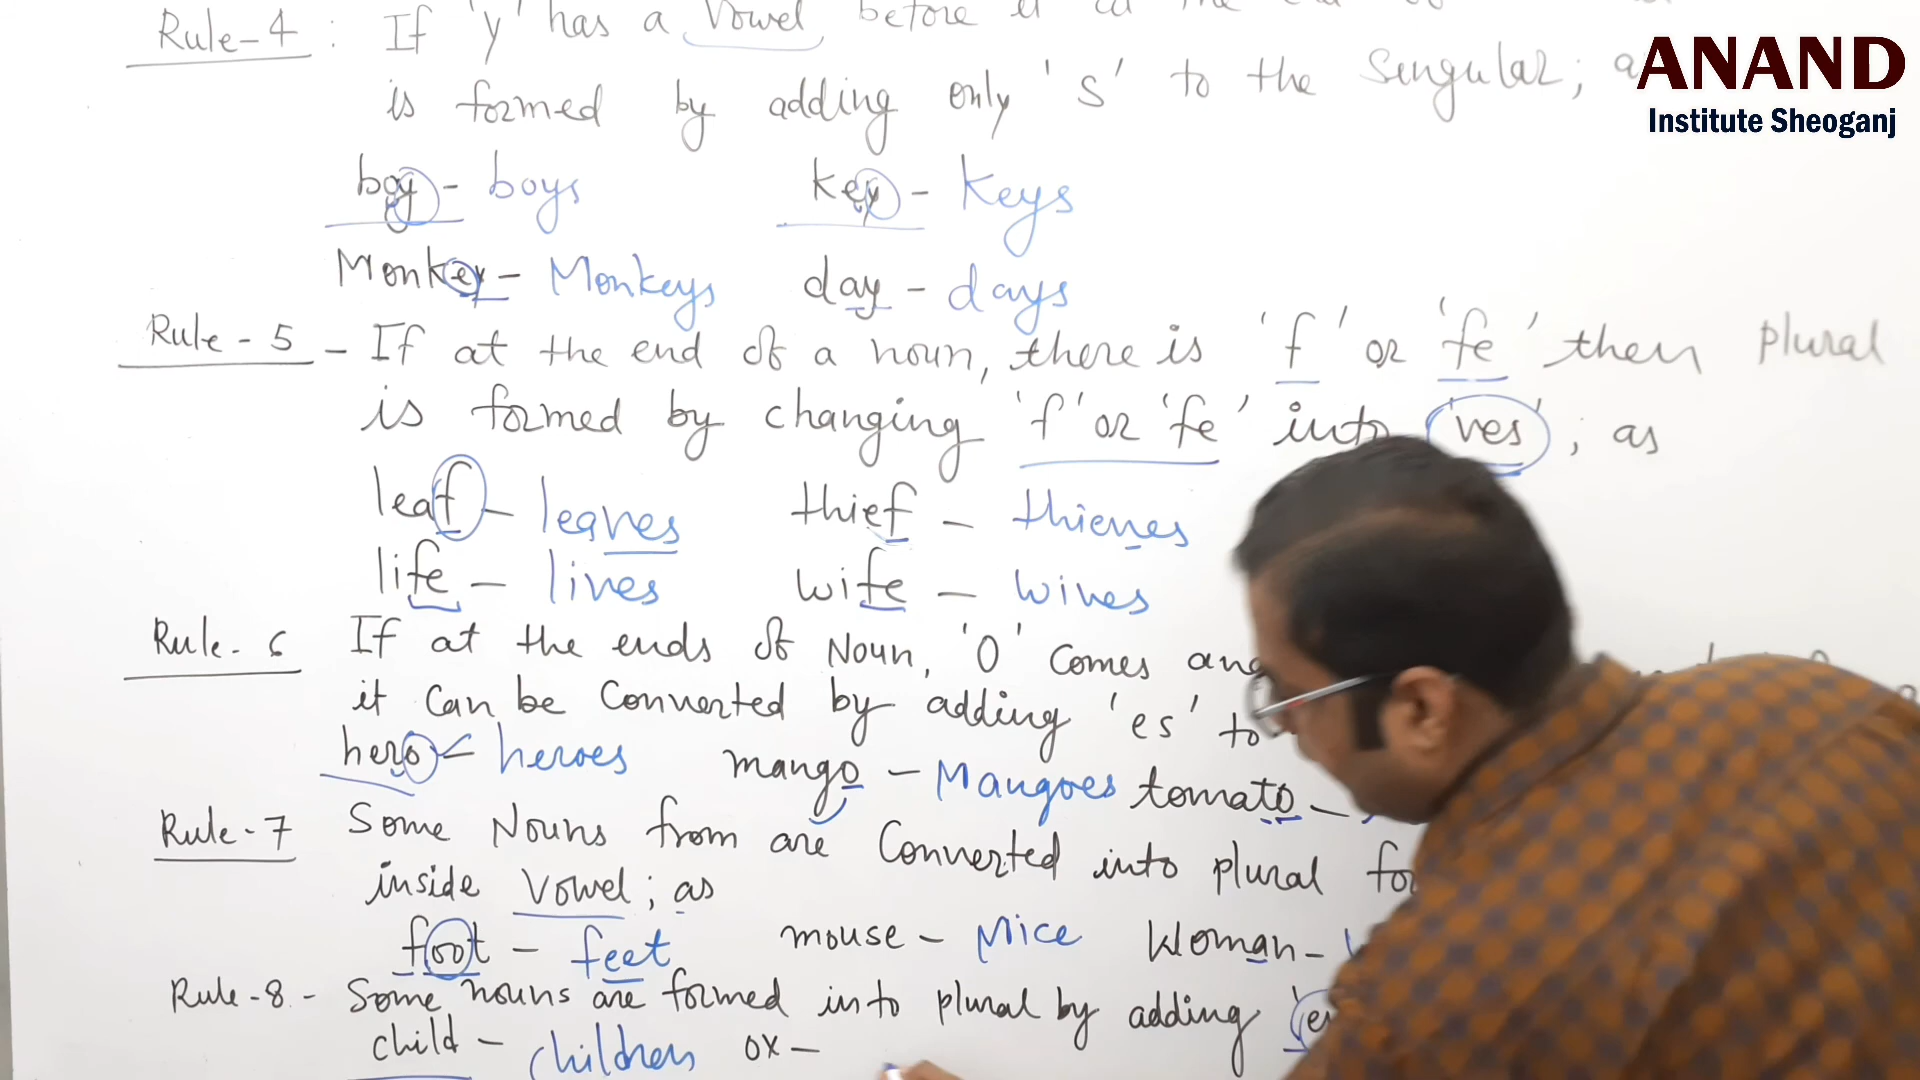 Rule-4 : If 'y' has a vowel before it
is formed by adding only 's' to the Singular;
boy - boys key - keys
Monkey - Monkeys day - days
Rule-5 - If at the end of a noun, there is 'f' or 'fe' then plural
is formed by changing 'f' or 'fe' into 'ves'; as
leaf - leaves thief - thieves
life - lives wife - wives
Rule-6 If at the ends of Noun, 'O' Comes
it can be Converted by adding 'es' to
hero - heroes mango - Mangoes tomato -
Rule-7 Some Nouns from are Converted into plural
inside Vowel; as
foot - feet mouse - Mice Woman -
Rule-8 - Some nouns are formed into plural by adding
child - children ox -
ANAND
Institute Sheoganj